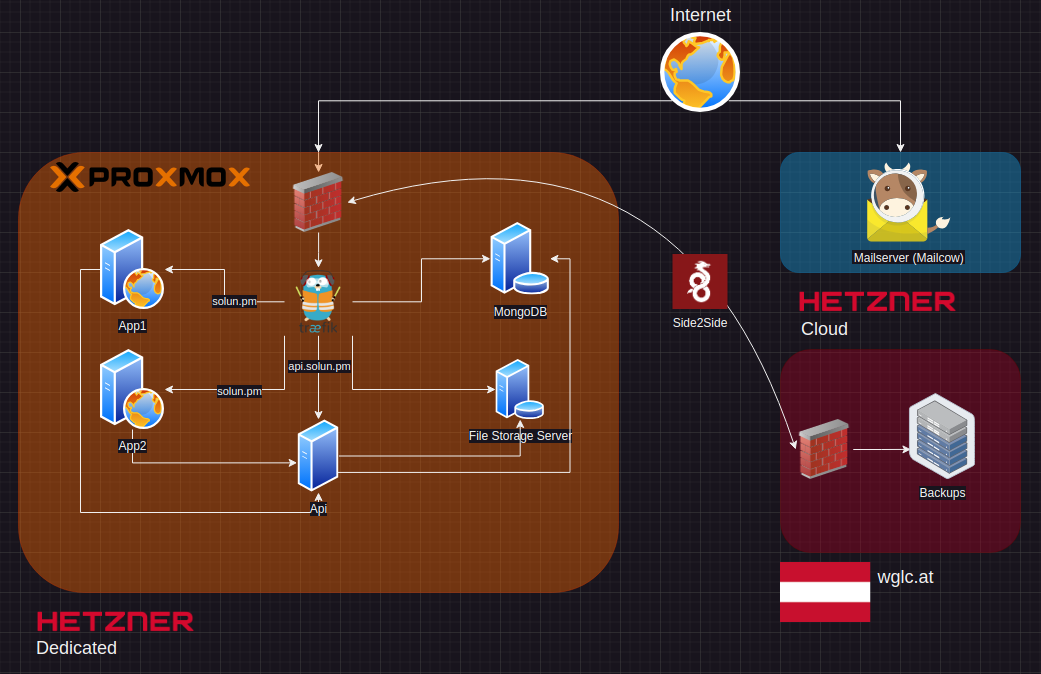 Internet
PROXMOX
solun.pm
App1
træfik
MongoDB
api.solun.pm
solun.pm
App2
File Storage Server
Api
HETZNER
Dedicated
Side2Side
Mailserver (Mailcow)
HETZNER
Cloud
Backups
wglc.at